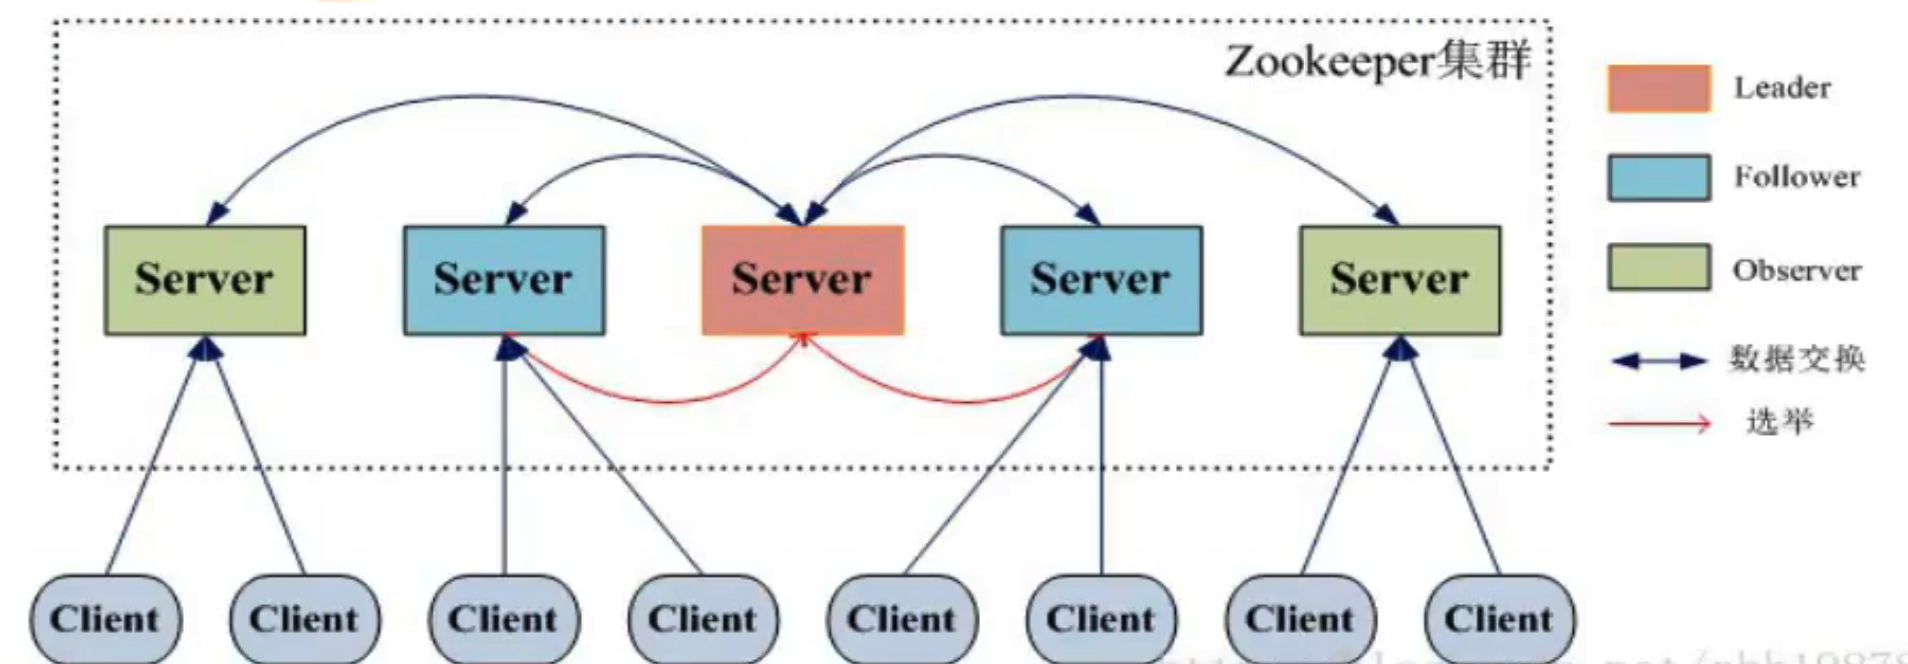 Zookeeper集群
Leader
Follower
Observer
数据交换
选举
Server
Server
Server
Server
Server
Client
Client
Client
Client
Client
Client
Client
Client